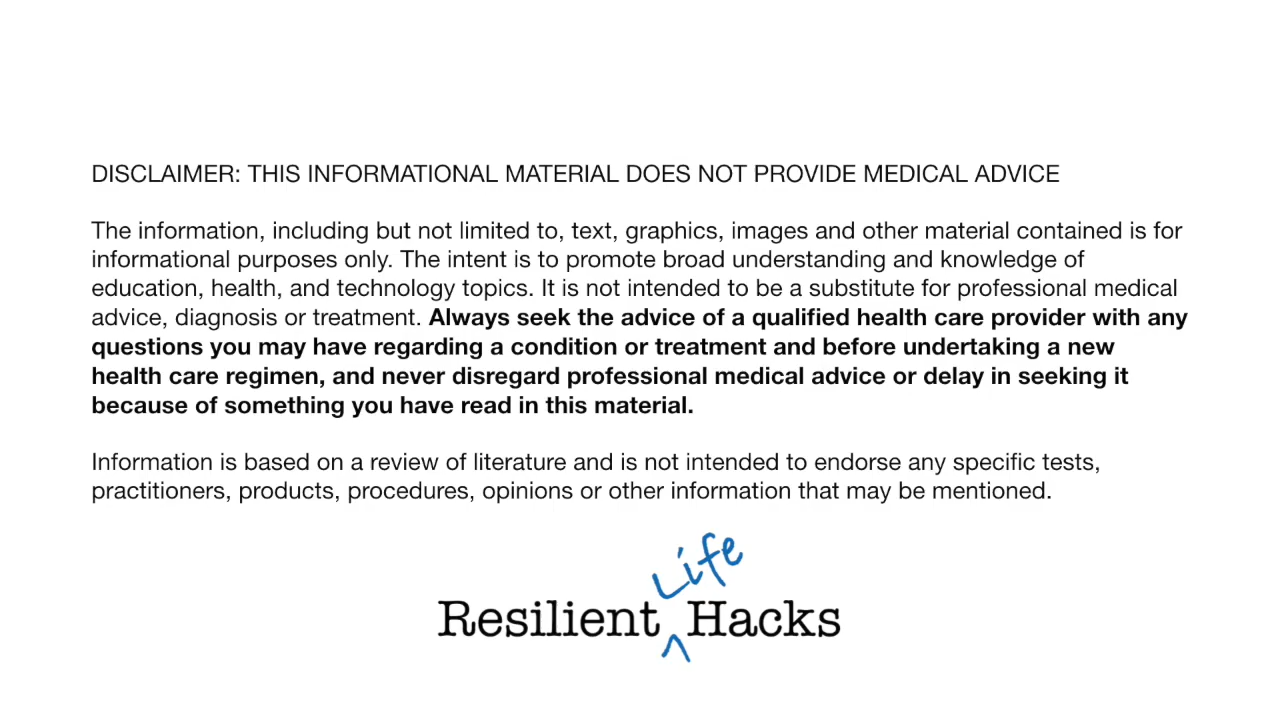 DISCLAIMER: THIS INFORMATIONAL MATERIAL DOES NOT PROVIDE MEDICAL ADVICE
The information, including but not limited to, text, graphics, images and other material contained is for
informational purposes only. The intent is to promote broad understanding and knowledge of
education, health, and technology topics. It is not intended to be a substitute for professional medical
advice, diagnosis or treatment. Always seek the advice of a qualified health care provider with any
questions you may have regarding a condition or treatment and before undertaking a new
health care regimen, and never disregard professional medical advice or delay in seeking it
because of something you have read in this material.
Information is based on a review of literature and is not intended to endorse any specific tests,
practitioners, products, procedures, opinions or other information that may be mentioned.
Life
Resilient Hacks